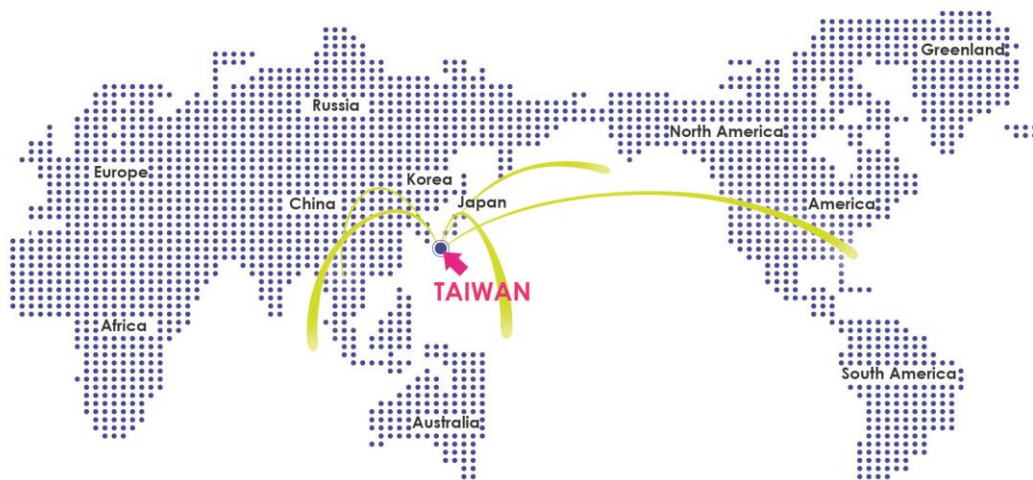 Greenland
Russia
North America
Europe
Korea
China
Japan
America
TAIWAN
Africa
South America
Australia